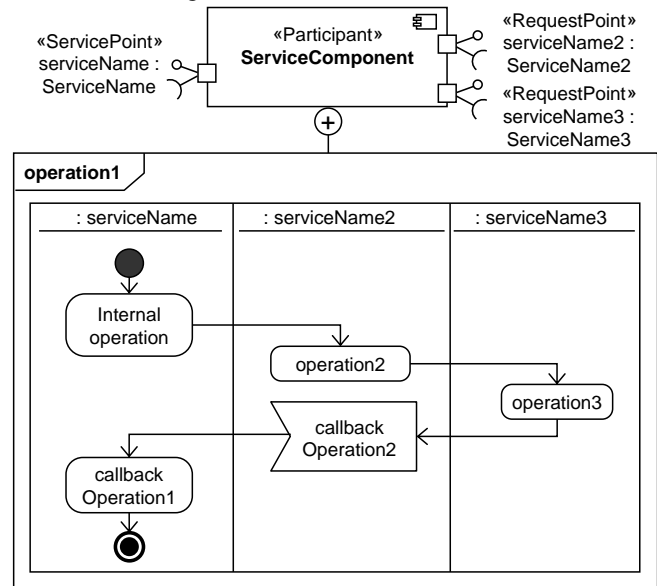 «Participant»
ServiceComponent
«ServicePoint»
serviceName :
ServiceName
«RequestPoint»
serviceName2 :
ServiceName2
«RequestPoint»
serviceName3 :
ServiceName3
operation1
: serviceName
: serviceName2
: serviceName3
Internal
operation
operation2
operation3
callback
Operation2
callback
Operation1